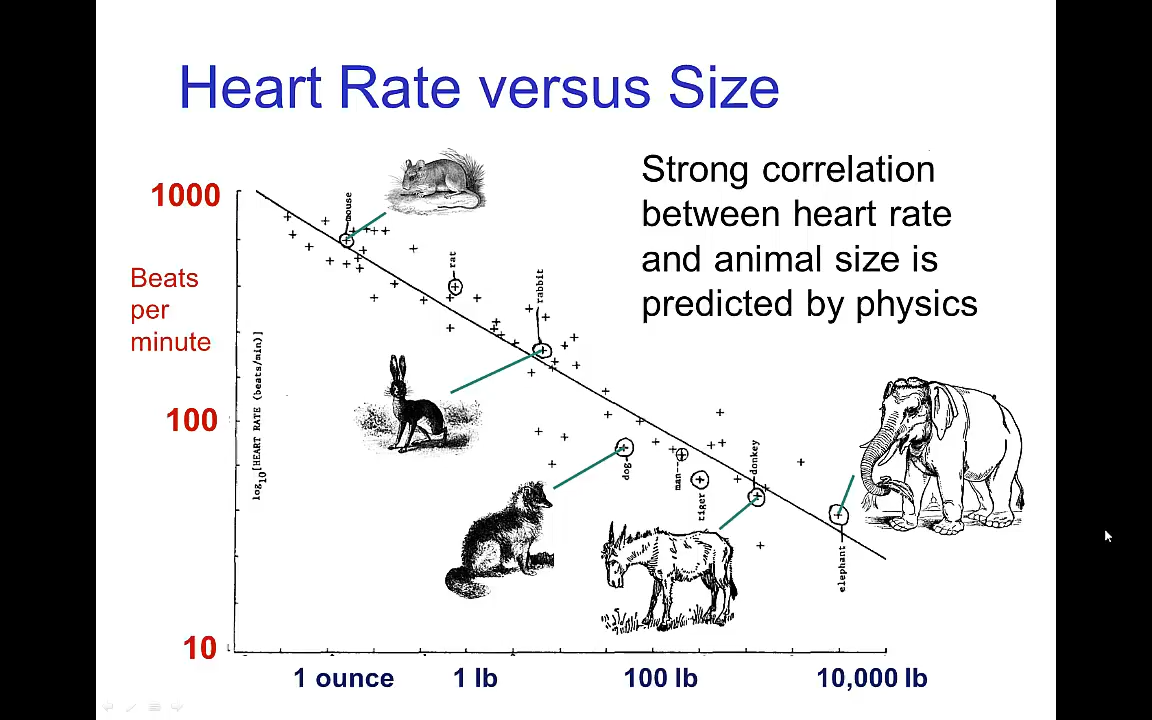 Heart Rate versus Size
Strong correlation
between heart rate
and animal size is
predicted by physics
1000
Beats
per
minute
100
10
log10[HEART RATE (beats/min)]
mouse
rat
rabbit
dog
man
tiger
donkey
elephant
1 ounce
1 lb
100 lb
10,000 lb